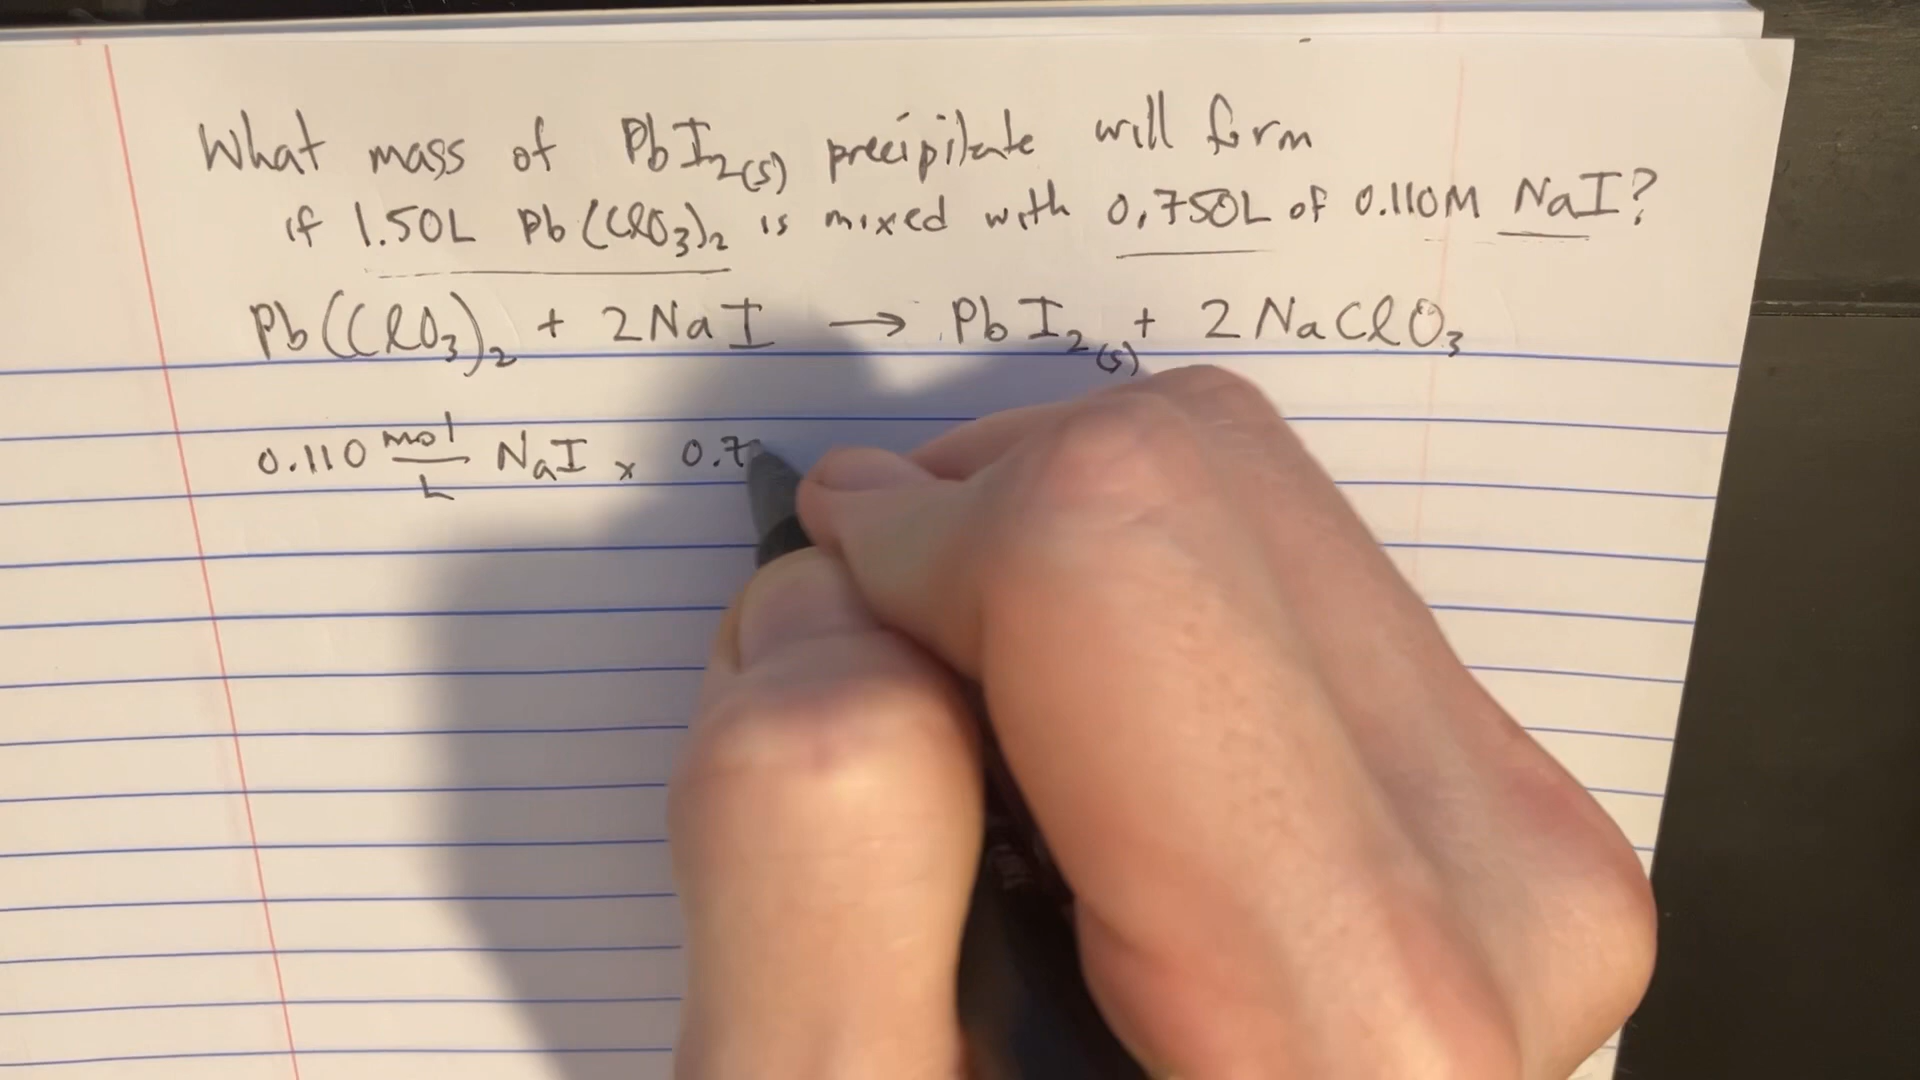 What mass of PbI₂(s) precipitate will form
if 1.50L Pb(ClO₃)₂ is mixed with 0.750L of 0.110M NaI?
Pb(ClO₃)₂ + 2NaI → PbI₂(s) + 2NaClO₃
0.110 mol/L NaI x 0.7